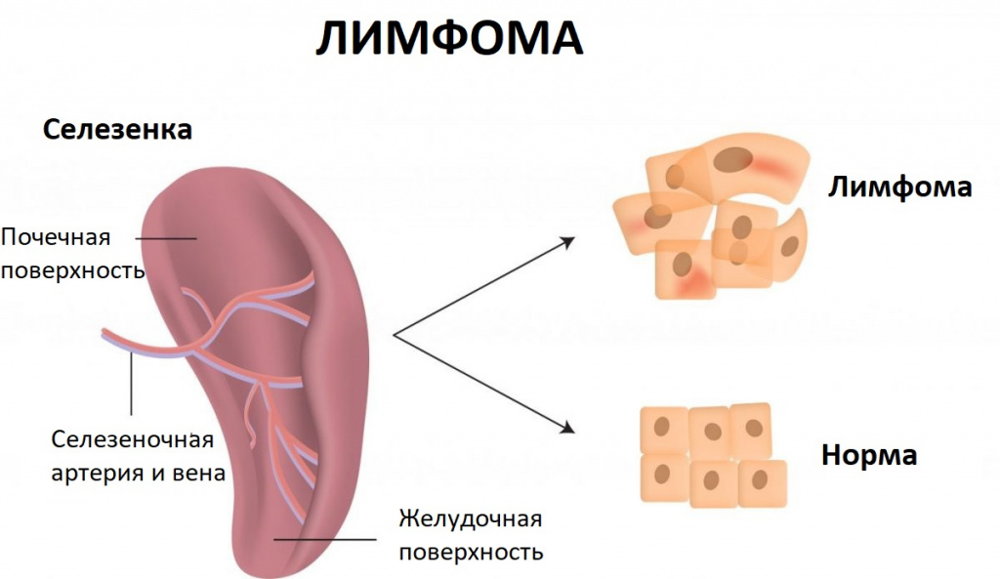 ЛИМФОМА
Селезенка
Почечная
поверхность
Селезеночная
артерия и вена
Желудочная
поверхность
Лимфома
Норма